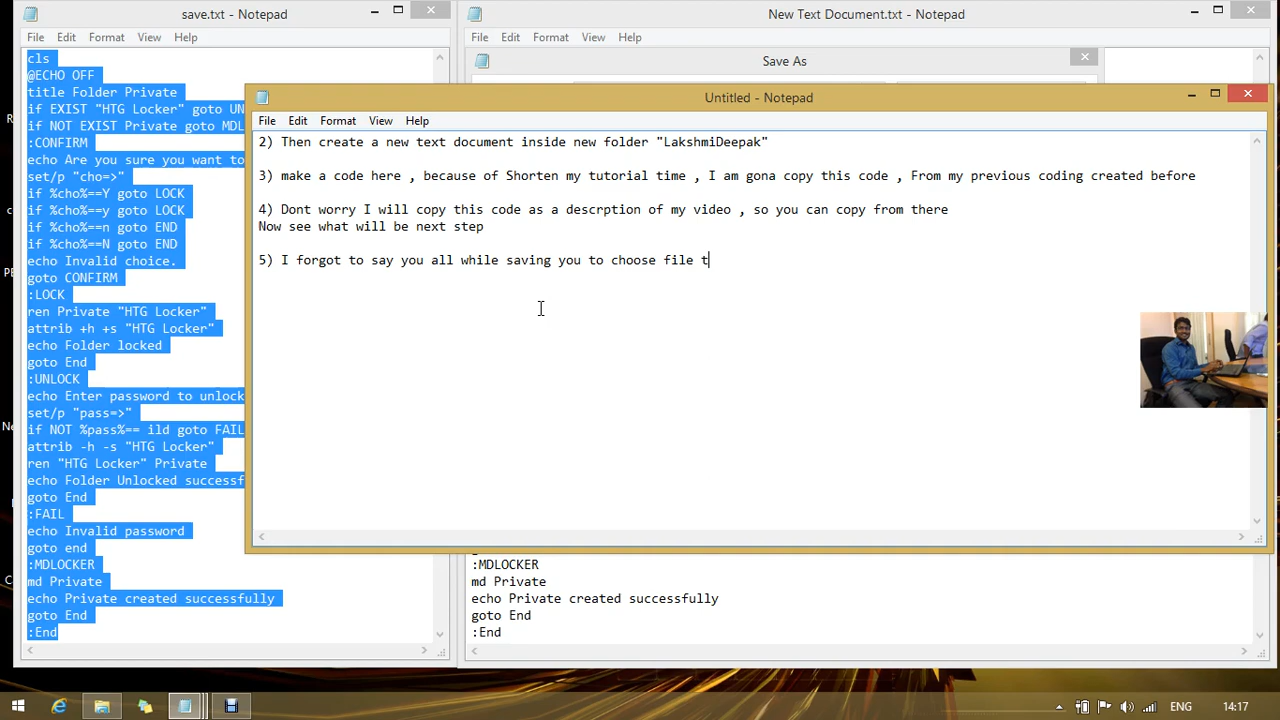 save.txt - Notepad
File Edit Format View Help
cls
@ECHO OFF
title Folder Private
if EXIST "HTG Locker" goto UN
if NOT EXIST Private goto MDL
:CONFIRM
echo Are you sure you want to
set/p "cho=>"
if %cho%==Y goto LOCK
if %cho%==y goto LOCK
if %cho%==n goto END
if %cho%==N goto END
echo Invalid choice.
goto CONFIRM
:LOCK
ren Private "HTG Locker"
attrib +h +s "HTG Locker"
echo Folder locked
goto End
:UNLOCK
echo Enter password to unlock
set/p "pass=>"
if NOT %pass%== ild goto FAIL
attrib -h -s "HTG Locker"
ren "HTG Locker" Private
echo Folder Unlocked successf
goto End
:FAIL
echo Invalid password
goto end
:MDLOCKER
md Private
echo Private created successfully
goto End
:End
New Text Document.txt - Notepad
File Edit Format View Help
Save As
Untitled - Notepad
File Edit Format View Help
2) Then create a new text document inside new folder "LakshmiDeepak"
3) make a code here , because of Shorten my tutorial time , I am gona copy this code , From my previous coding created before
4) Dont worry I will copy this code as a descrption of my video , so you can copy from there
Now see what will be next step
5) I forgot to say you all while saving you to choose file t
:MDLOCKER
md Private
echo Private created successfully
goto End
:End
ENG
14:17